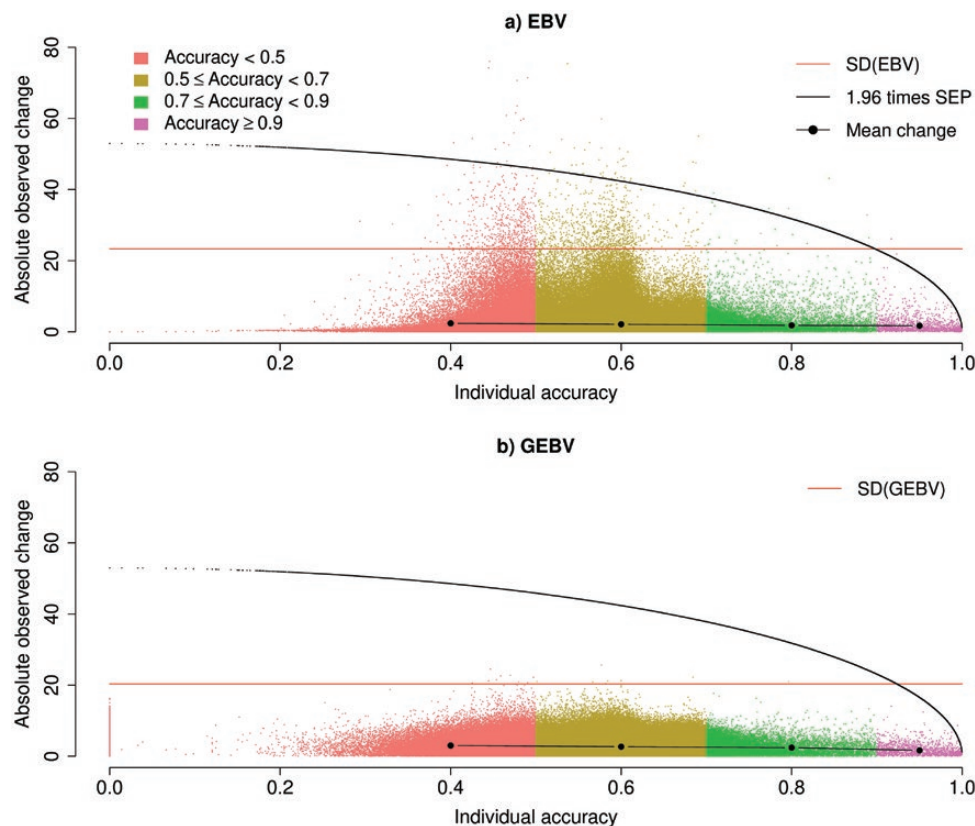 a) EBV
80
60
40
20
0
Absolute observed change
Accuracy < 0.5
0.5 ≤ Accuracy < 0.7
0.7 ≤ Accuracy < 0.9
Accuracy ≥ 0.9
SD(EBV)
1.96 times SEP
Mean change
0.0 0.2 0.4 0.6 0.8 1.0
Individual accuracy
b) GEBV
80
60
40
20
0
Absolute observed change
SD(GEBV)
0.0 0.2 0.4 0.6 0.8 1.0
Individual accuracy